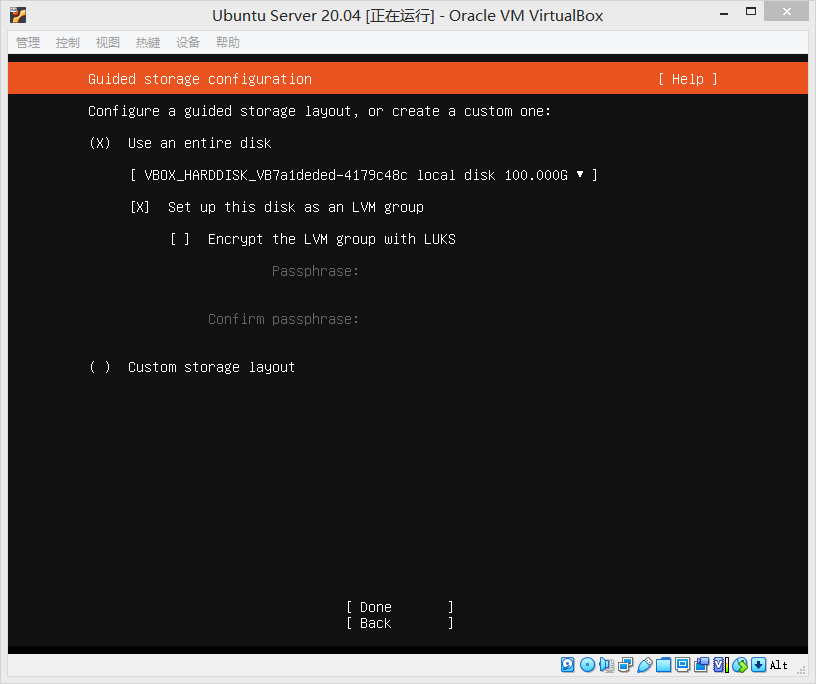 Ubuntu Server 20.04 [正在运行] - Oracle VM VirtualBox
管理 控制 视图 热键 设备 帮助
Guided storage configuration [ Help ]
Configure a guided storage layout, or create a custom one:
(X) Use an entire disk
[ VBOX_HARDDISK_VB7a1deded-4179c48c local disk 100.000G ▾ ]
[X] Set up this disk as an LVM group
[ ] Encrypt the LVM group with LUKS
Passphrase:
Confirm passphrase:
( ) Custom storage layout
[ Done ]
[ Back ]
Alt